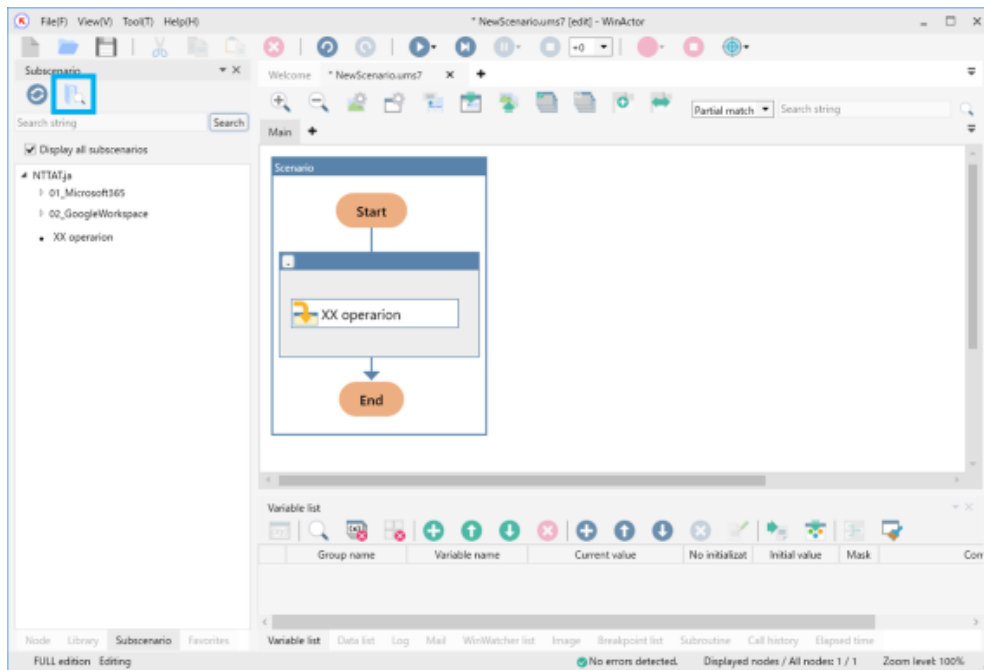 File(F) View(V) Tool(T) Help(H) * NewScenario.ums7 [edit] - WinActor
+0
Subscenario
Welcome * NewScenario.ums7
Partial match Search string
Search string Search
Main
Display all subscenarios
NTTAT.ja
01_Microsoft365
02_GoogleWorkspace
XX operarion
Scenario
Start
XX operarion
End
Variable list
Group name Variable name Current value No initializat Initial value Mask Com
Node Library Subscenario Favorites
Variable list Data list Log Mail WinWatcher list Image Breakpoint list Subroutine Call history Elapsed time
FULL edition Editing No errors detected. Displayed nodes / All nodes: 1 / 1 Zoom level: 100%